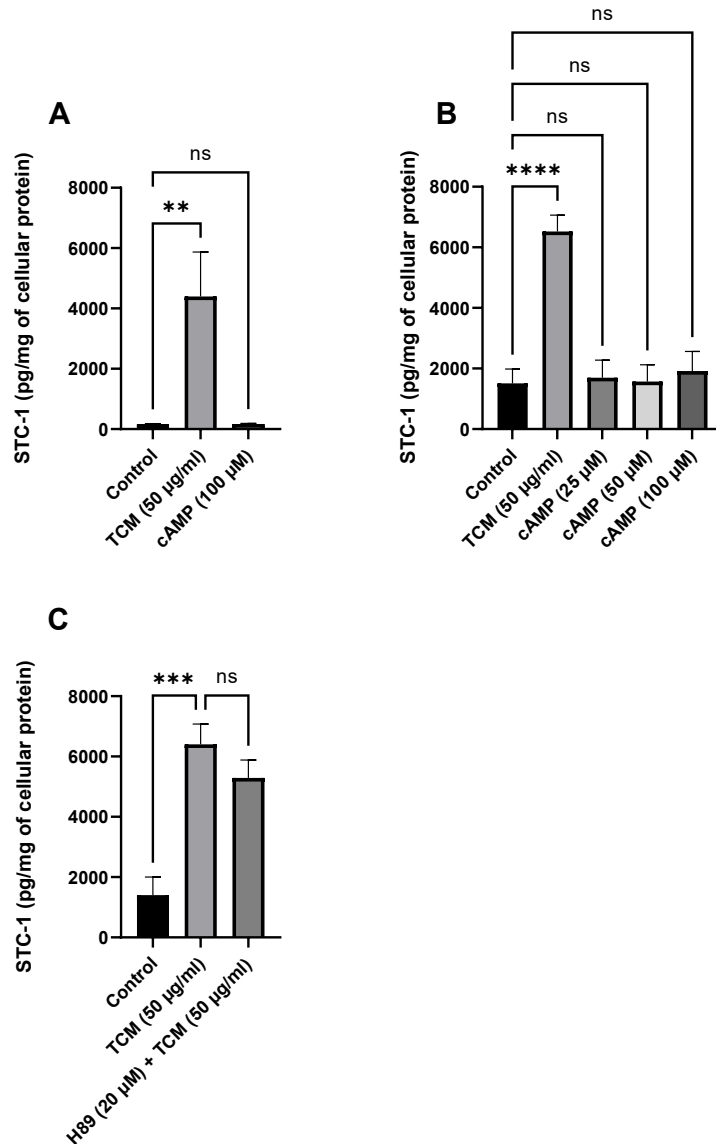 A
STC-1 (pg/mg of cellular protein)
ns
**
8000
6000
4000
2000
0
Control
TCM (50 µg/ml)
cAMP (100 µM)
B
STC-1 (pg/mg of cellular protein)
ns
ns
ns
****
8000
6000
4000
2000
0
Control
TCM (50 µg/ml)
cAMP (25 µM)
cAMP (50 µM)
cAMP (100 µM)
C
STC-1 (pg/mg of cellular protein)
***
ns
8000
6000
4000
2000
0
Control
TCM (50 µg/ml)
H89 (20 µM) + TCM (50 µg/ml)